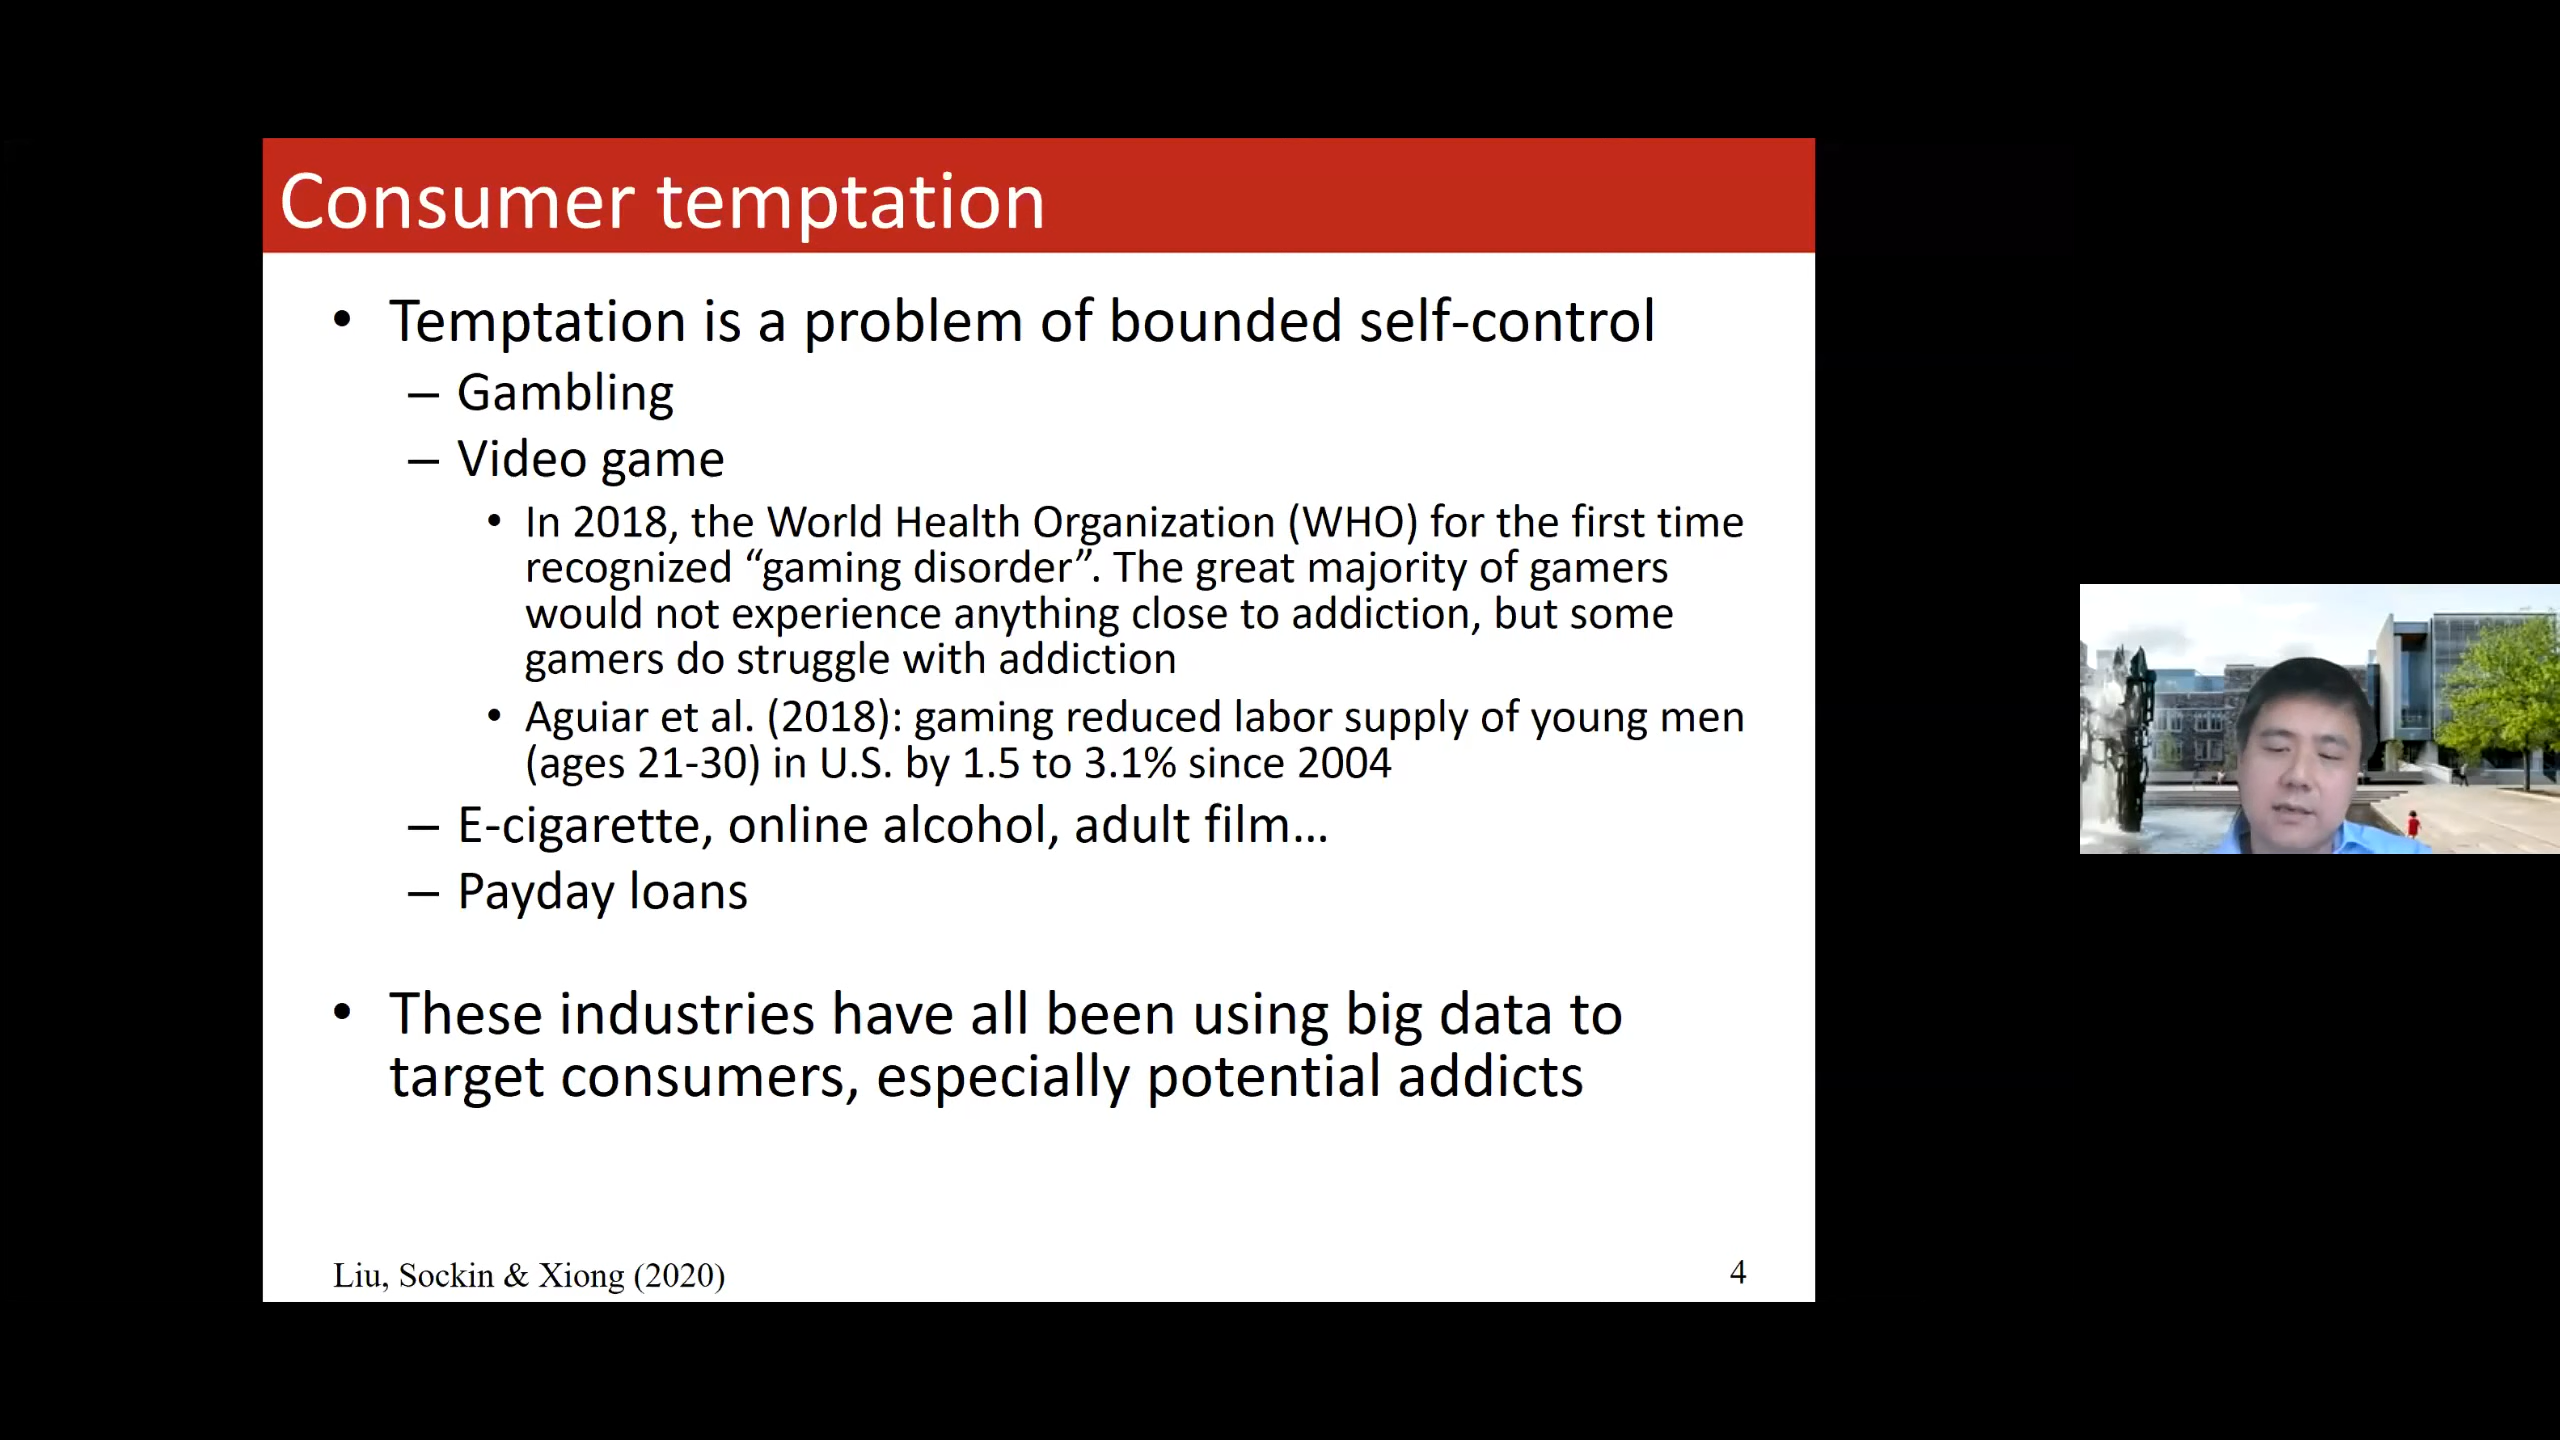 Consumer temptation
• Temptation is a problem of bounded self-control
– Gambling
– Video game
• In 2018, the World Health Organization (WHO) for the first time
recognized “gaming disorder”. The great majority of gamers
would not experience anything close to addiction, but some
gamers do struggle with addiction
• Aguiar et al. (2018): gaming reduced labor supply of young men
(ages 21-30) in U.S. by 1.5 to 3.1% since 2004
– E-cigarette, online alcohol, adult film…
– Payday loans
• These industries have all been using big data to
target consumers, especially potential addicts
Liu, Sockin & Xiong (2020)
4